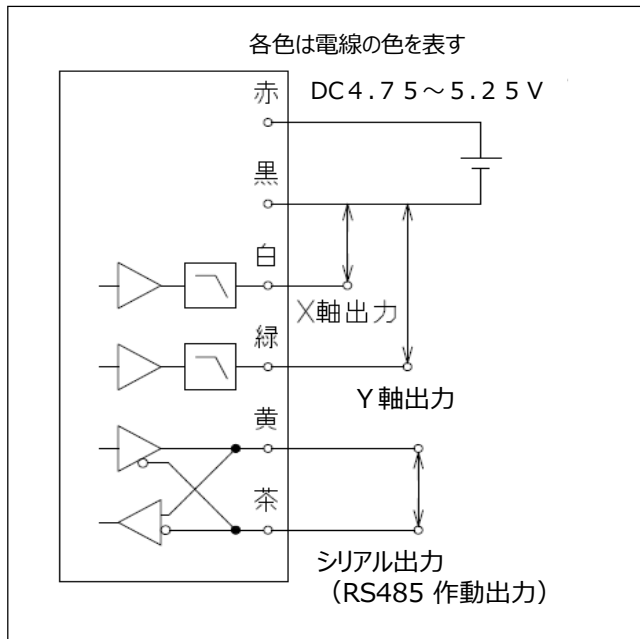 各色は電線の色を表す
赤
DC4.75～5.25V
黒
白
X軸出力
緑
Y軸出力
黄
茶
シリアル出力
（RS485 作動出力）